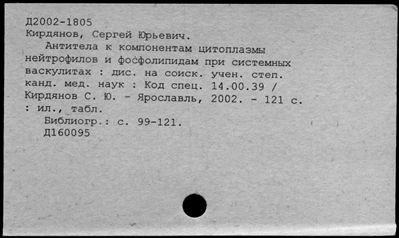 Д2002-1805
Кирдянов, Сергей Юрьевич.
Антитела к компонентам цитоплазмы
нейтрофилов и фосфолипидам при системных
васкулитах : дис. на соиск. учен. степ.
канд. мед. наук : Код спец. 14.00.39 /
Кирдянов С. Ю. - Ярославль, 2002. - 121 с.
: ил., табл.
Библиогр.: с. 99-121.
Д160095